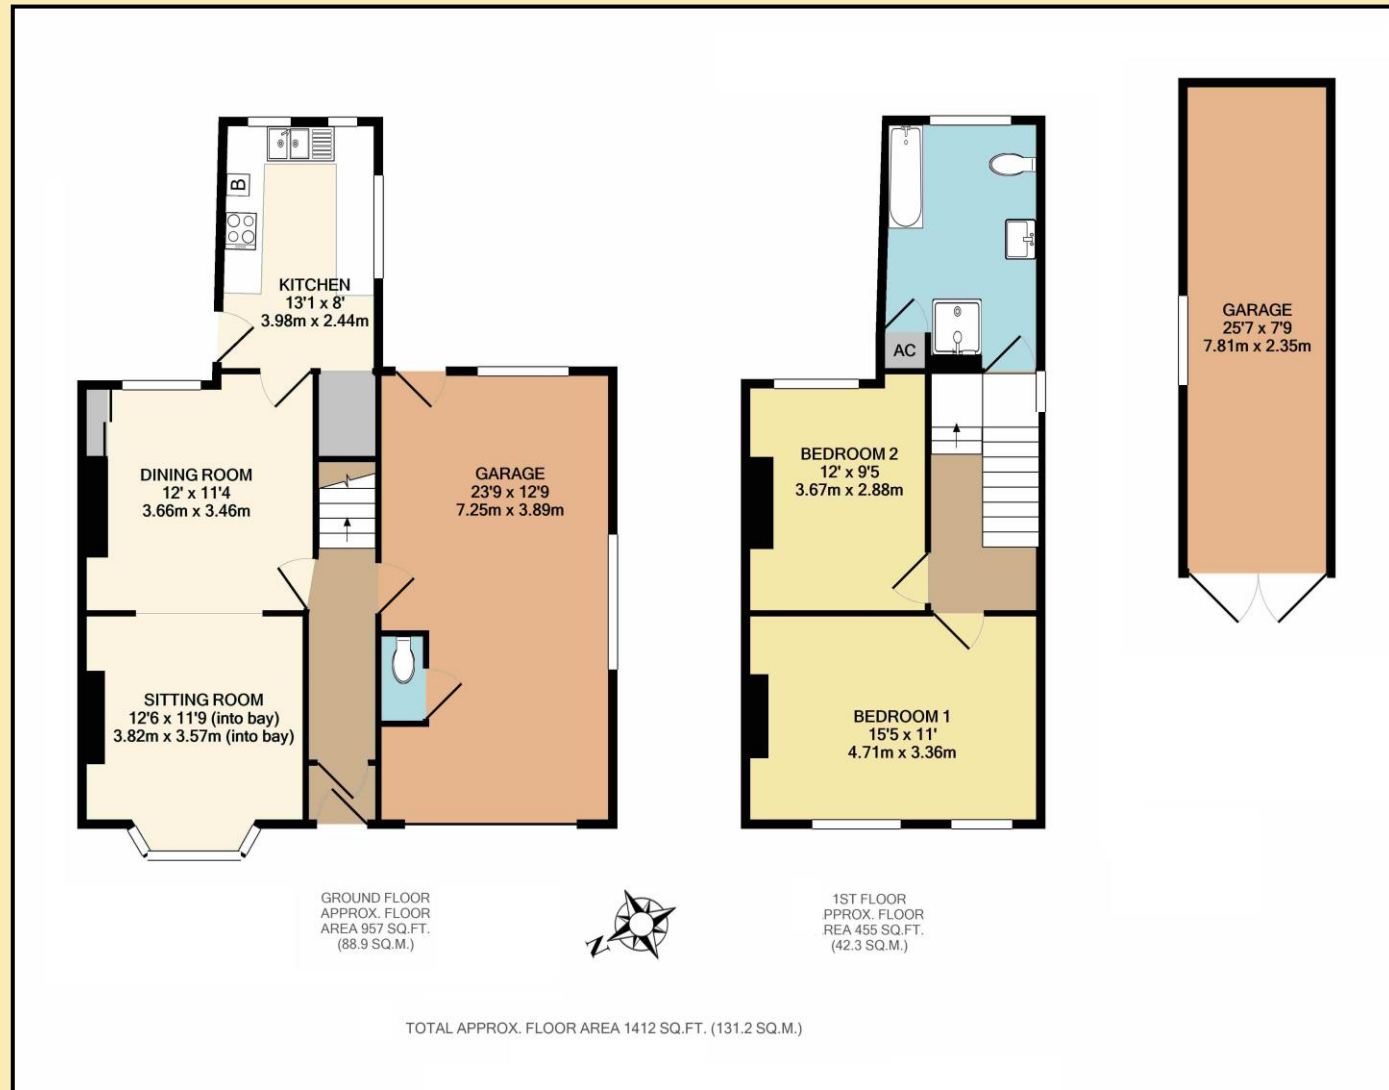 B
KITCHEN
13'1 x 8'
3.98m x 2.44m
DINING ROOM
12' x 11'4
3.66m x 3.46m
GARAGE
23'9 x 12'9
7.25m x 3.89m
SITTING ROOM
12'6 x 11'9 (into bay)
3.82m x 3.57m (into bay)
GROUND FLOOR
APPROX. FLOOR
AREA 957 SQ.FT.
(88.9 SQ.M.)
N
AC
BEDROOM 2
12' x 9'5
3.67m x 2.88m
BEDROOM 1
15'5 x 11'
4.71m x 3.36m
1ST FLOOR
PPROX. FLOOR
REA 455 SQ.FT.
(42.3 SQ.M.)
GARAGE
25'7 x 7'9
7.81m x 2.35m
TOTAL APPROX. FLOOR AREA 1412 SQ.FT. (131.2 SQ.M.)